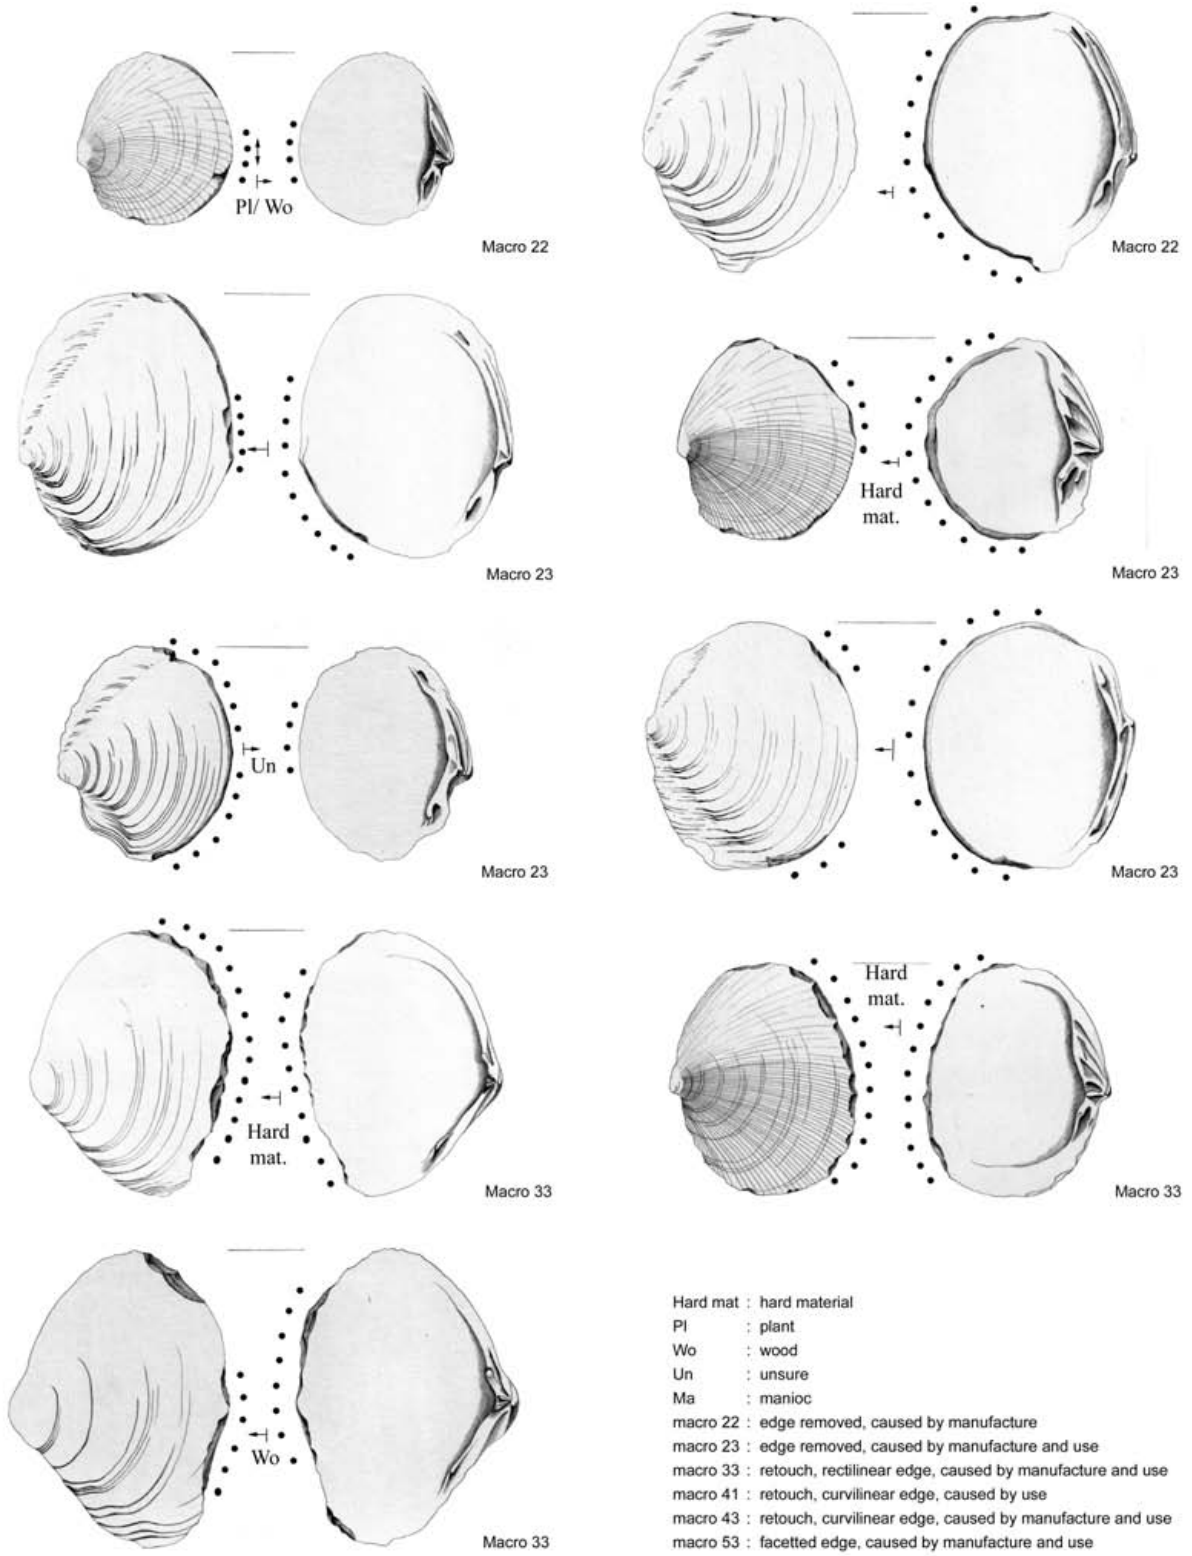 Pl/ Wo
Macro 22
Macro 22
Macro 23
Hard
mat.
Macro 23
Un
Macro 23
Macro 23
Hard
mat.
Macro 33
Hard
mat.
Macro 33
Wo
Macro 33
Hard mat : hard material
Pl : plant
Wo : wood
Un : unsure
Ma : manioc
macro 22 : edge removed, caused by manufacture
macro 23 : edge removed, caused by manufacture and use
macro 33 : retouch, rectilinear edge, caused by manufacture and use
macro 41 : retouch, curvilinear edge, caused by use
macro 43 : retouch, curvilinear edge, caused by manufacture and use
macro 53 : facetted edge, caused by manufacture and use